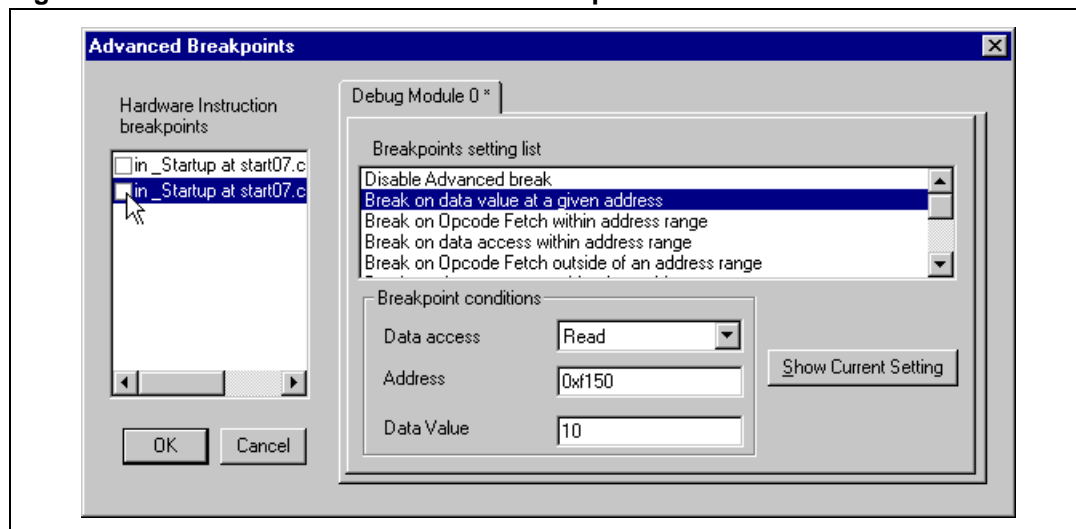 Advanced Breakpoints
Hardware Instruction
breakpoints
in _Startup at start07.c
in _Startup at start07.c
OK
Cancel
Debug Module 0 *
Breakpoints setting list
Disable Advanced break
Break on data value at a given address
Break on Opcode Fetch within address range
Break on data access within address range
Break on Opcode Fetch outside of an address range
Breakpoint conditions
Data access
Read
Address
0xf150
Data Value
10
Show Current Setting